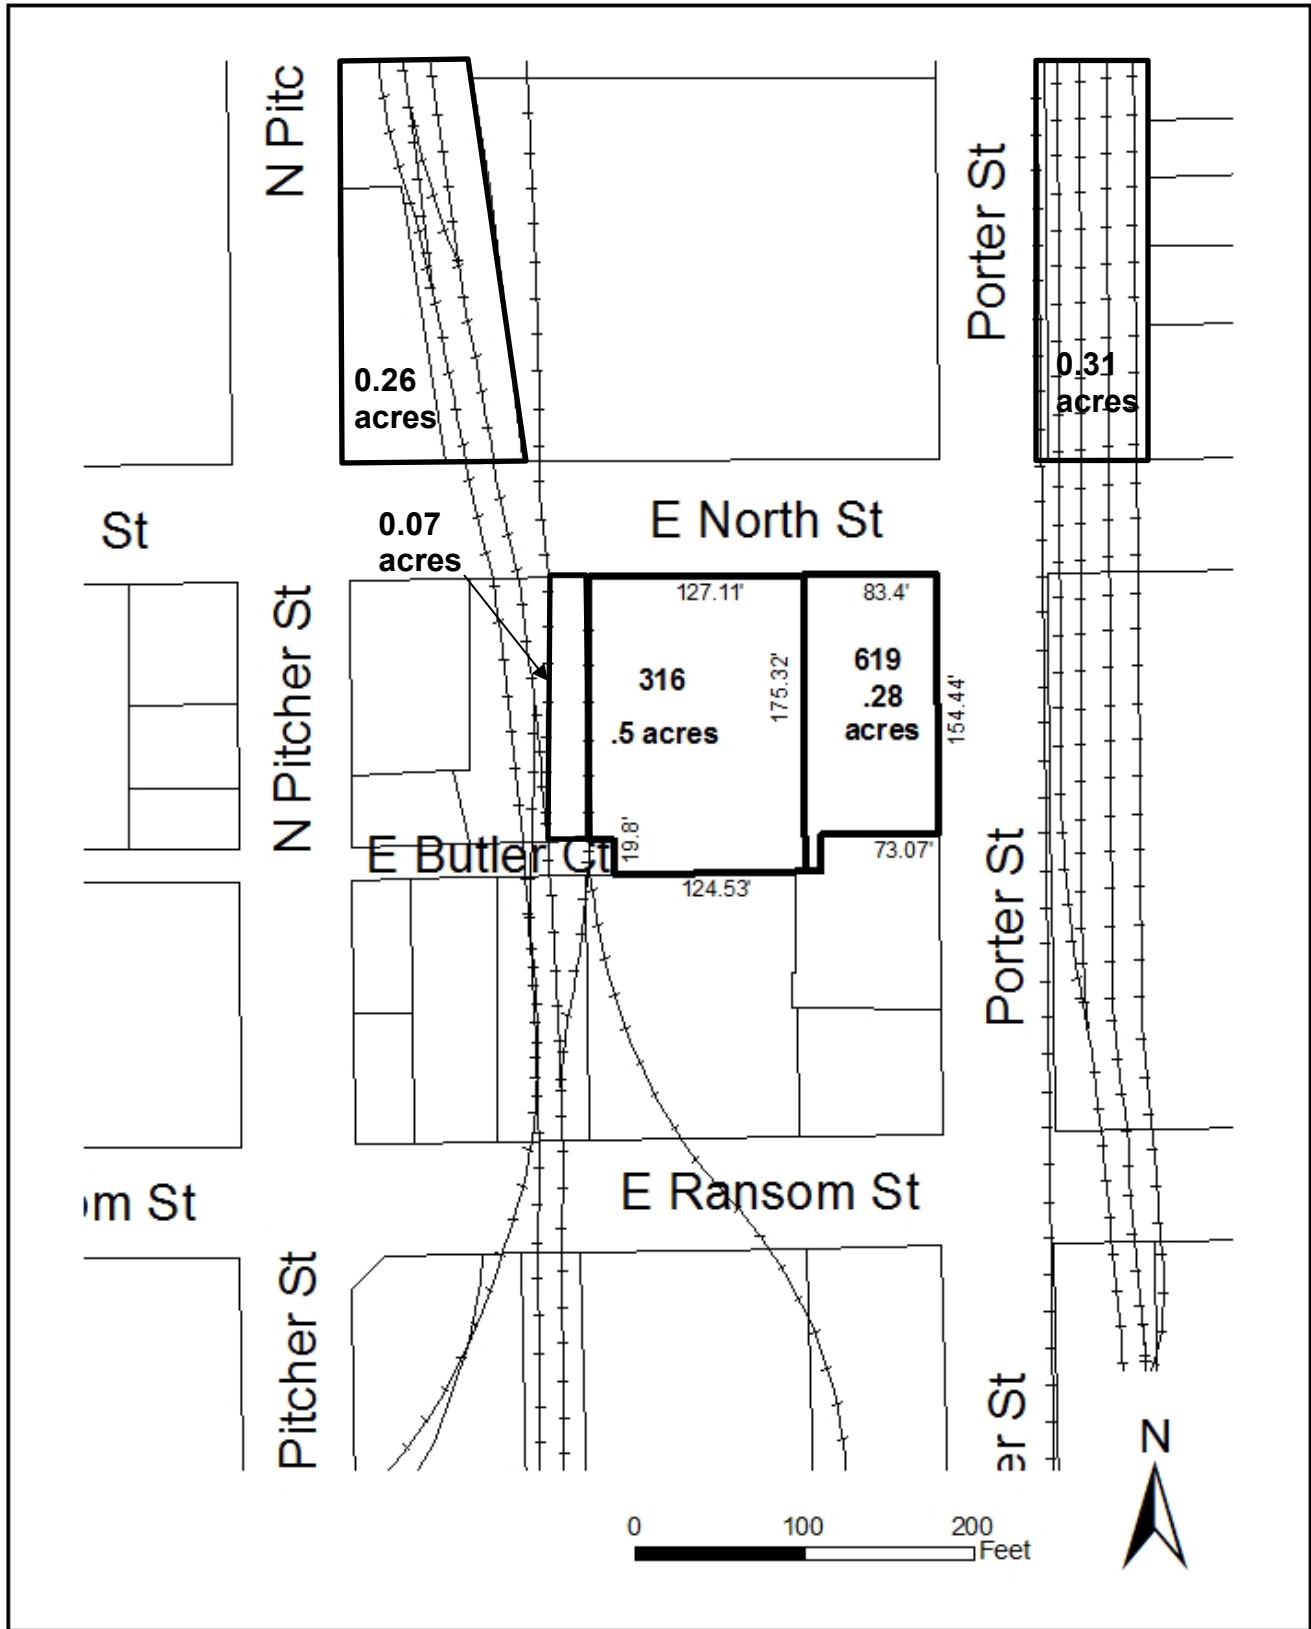 N Pitc
Porter St
0.26
acres
0.31
acres
St
0.07
acres
E North St
N Pitcher St
127.11'
83.4'
316
.5 acres
175.32'
619
.28
acres
154.44'
19.8'
E Butler Ct
73.07'
124.53'
Porter St
om St
E Ransom St
Pitcher St
er St
N
0 100 200
Feet